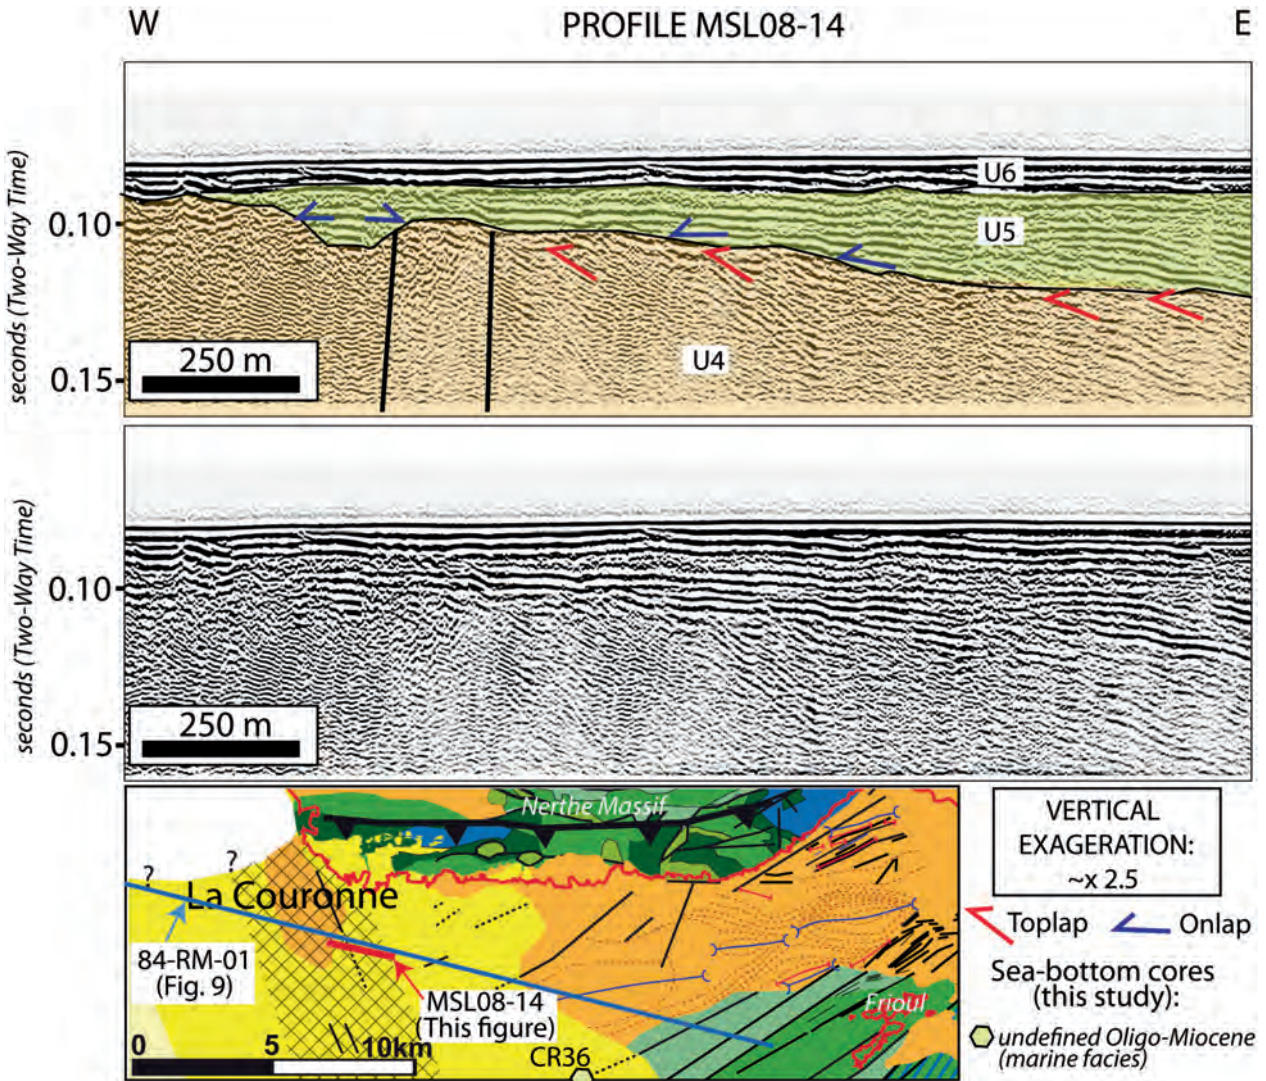 W
PROFILE MSL08-14
E
seconds (Two-Way Time)
0.10
0.15
U6
U5
U4
250 m
seconds (Two-Way Time)
0.10
0.15
250 m
Nerthe Massif
?
?
La Couronne
84-RM-01
(Fig. 9)
MSL08-14
(This figure)
Frioul
CR36
0 5 10km
VERTICAL
EXAGERATION:
~x 2.5
Toplap
Onlap
Sea-bottom cores
(this study):
undefined Oligo-Miocene
(marine facies)